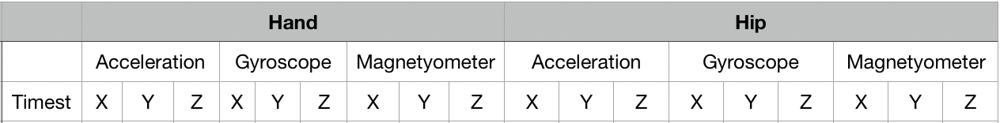 Hand Hip
Acceleration Gyroscope Magnetyometer Acceleration Gyroscope Magnetyometer
Timest X Y Z X Y Z X Y Z X Y Z X Y Z X Y Z